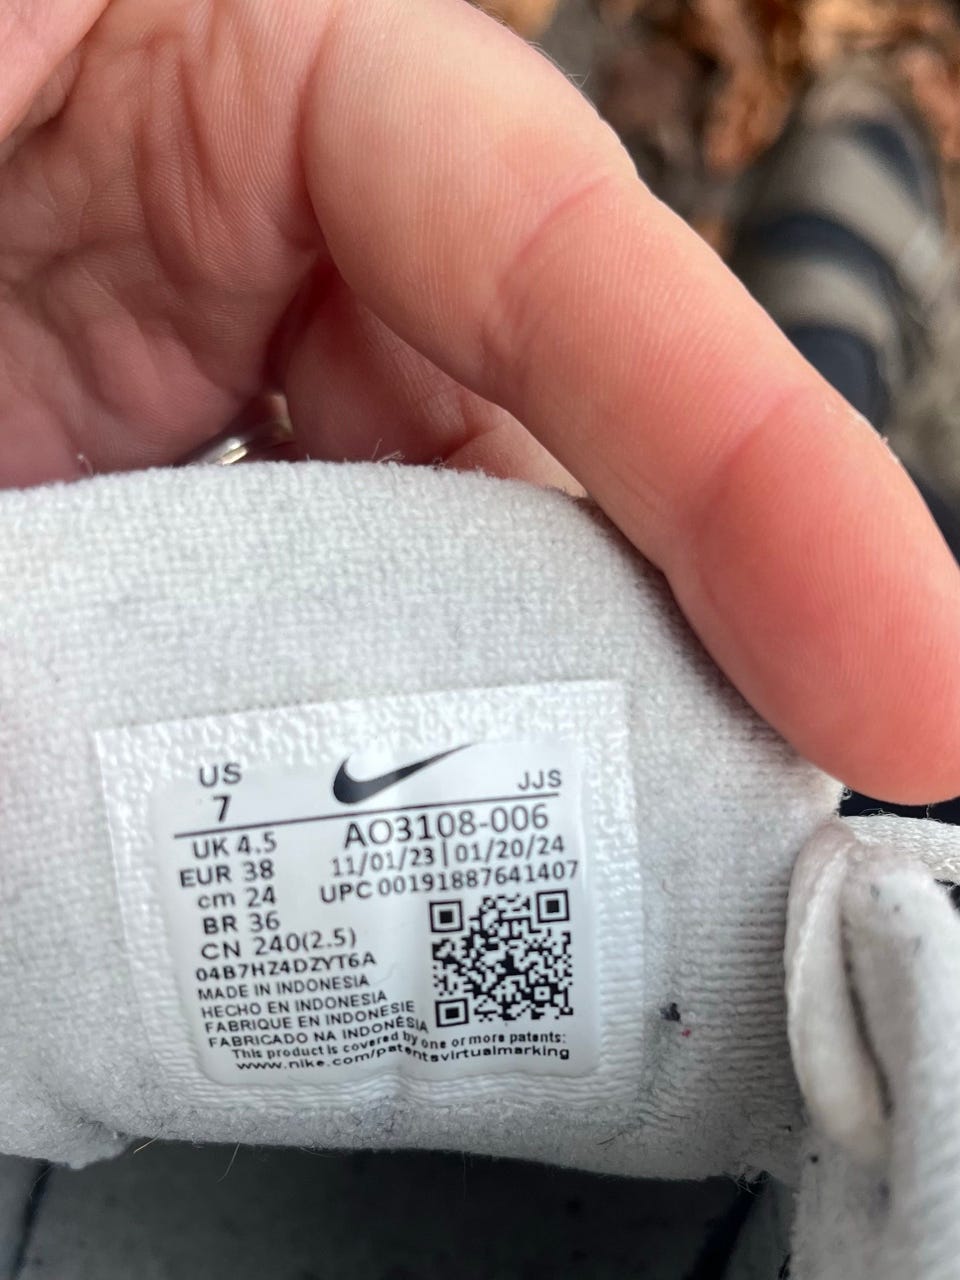 US
7
JJS
UK 4.5
EUR 38
cm 24
BR 36
CN 240(2.5)
AO3108-006
11/01/23 | 01/20/24
UPC 00191887641407
04B7HZ4DZYT6A
MADE IN INDONESIA
HECHO EN INDONESIA
FABRIQUE EN INDONESIE
FABRICADO NA INDONÉSIA
This product is covered by one or more patents:
www.nike.com/patentsvirtualmarking